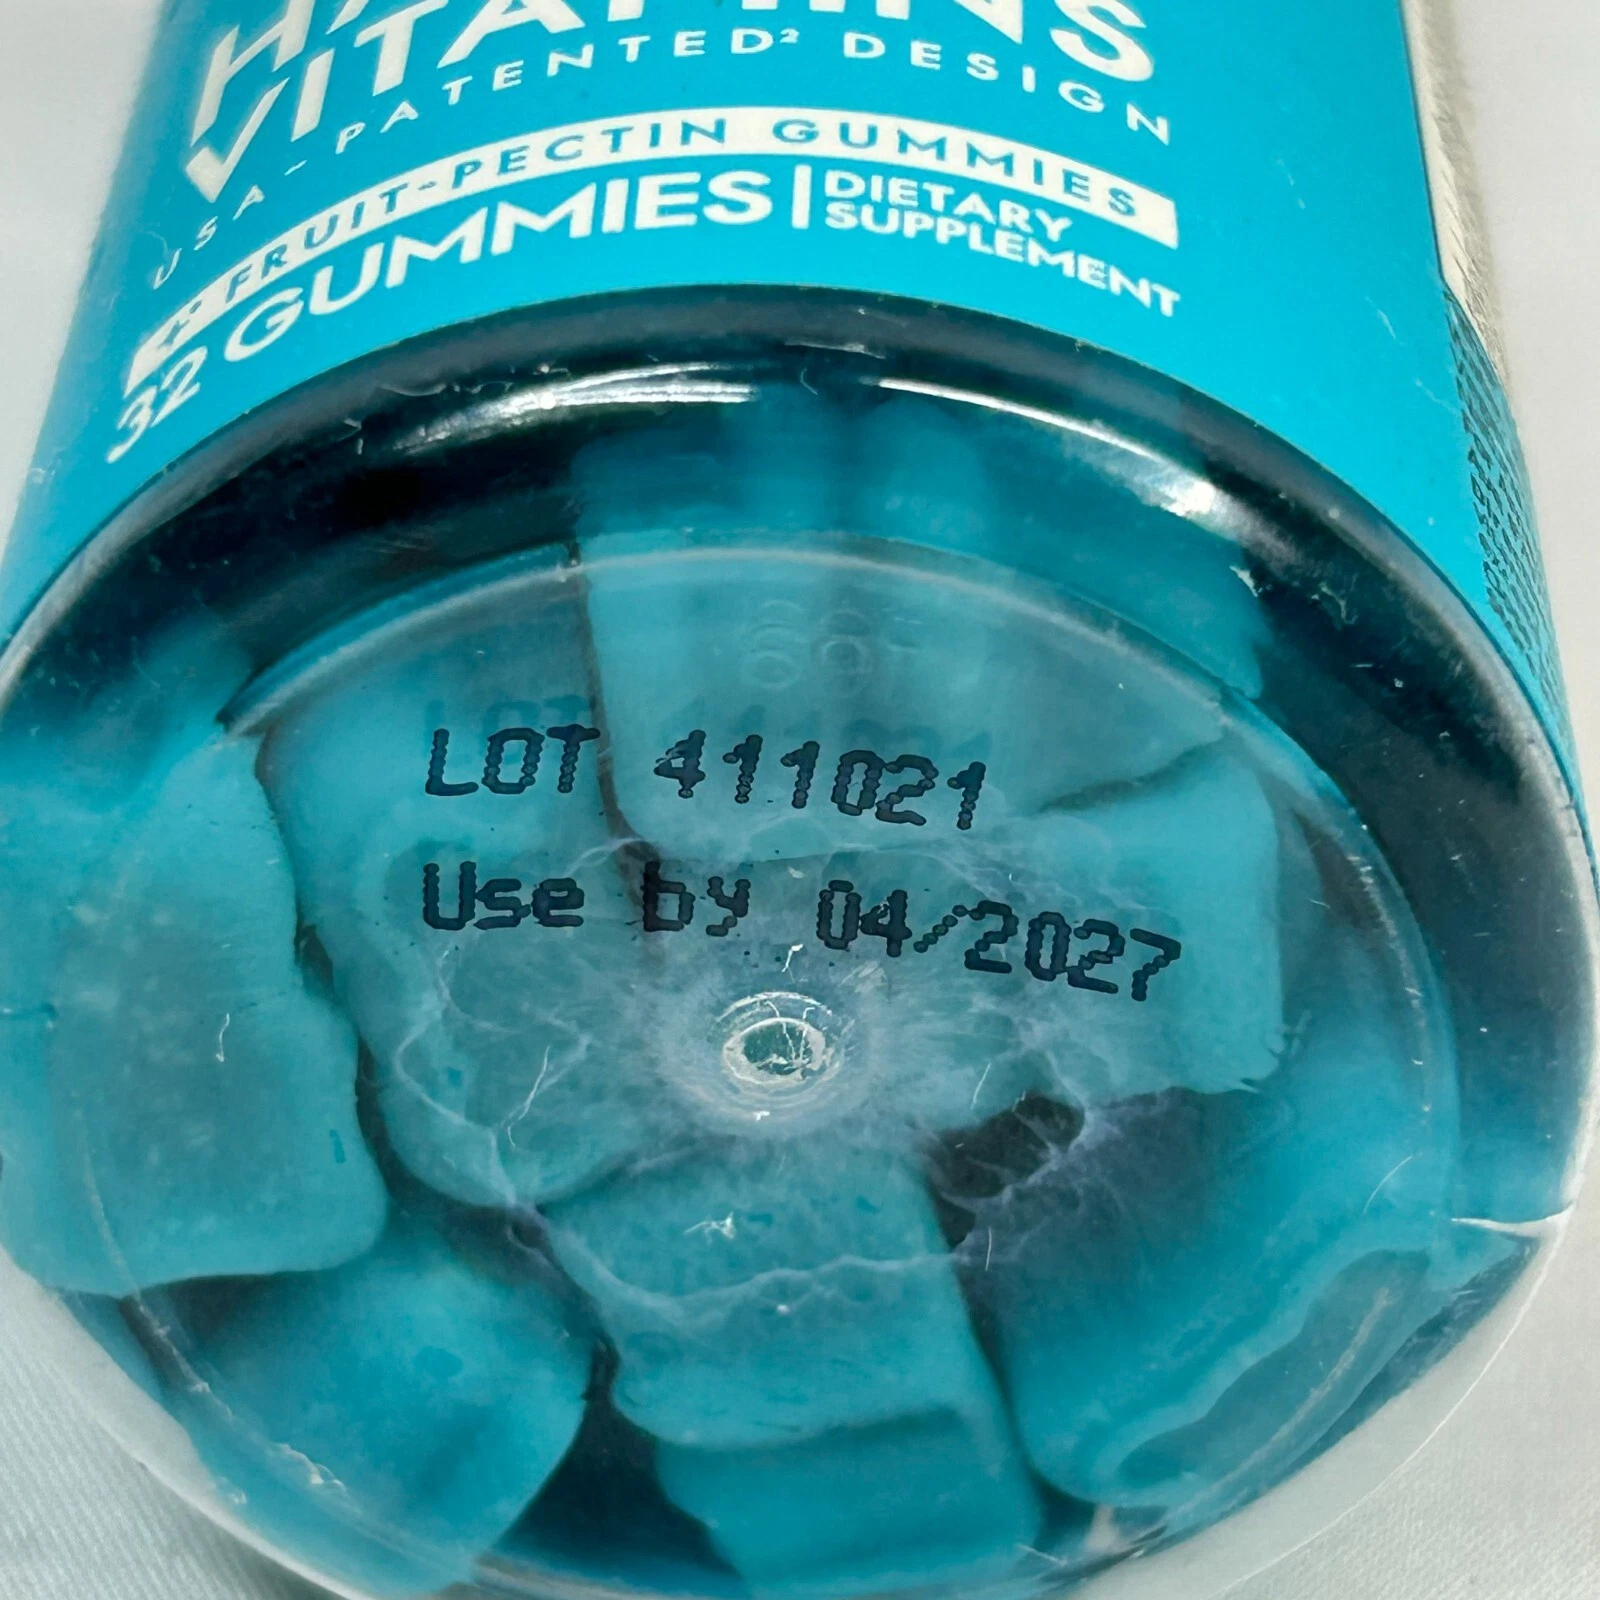 VITAMINS
USA-PATENTED² DESIGN
FRUIT-PECTIN GUMMIES
32 GUMMIES | DIETARY
SUPPLEMENT
LOT 411021
Use by 04/2027